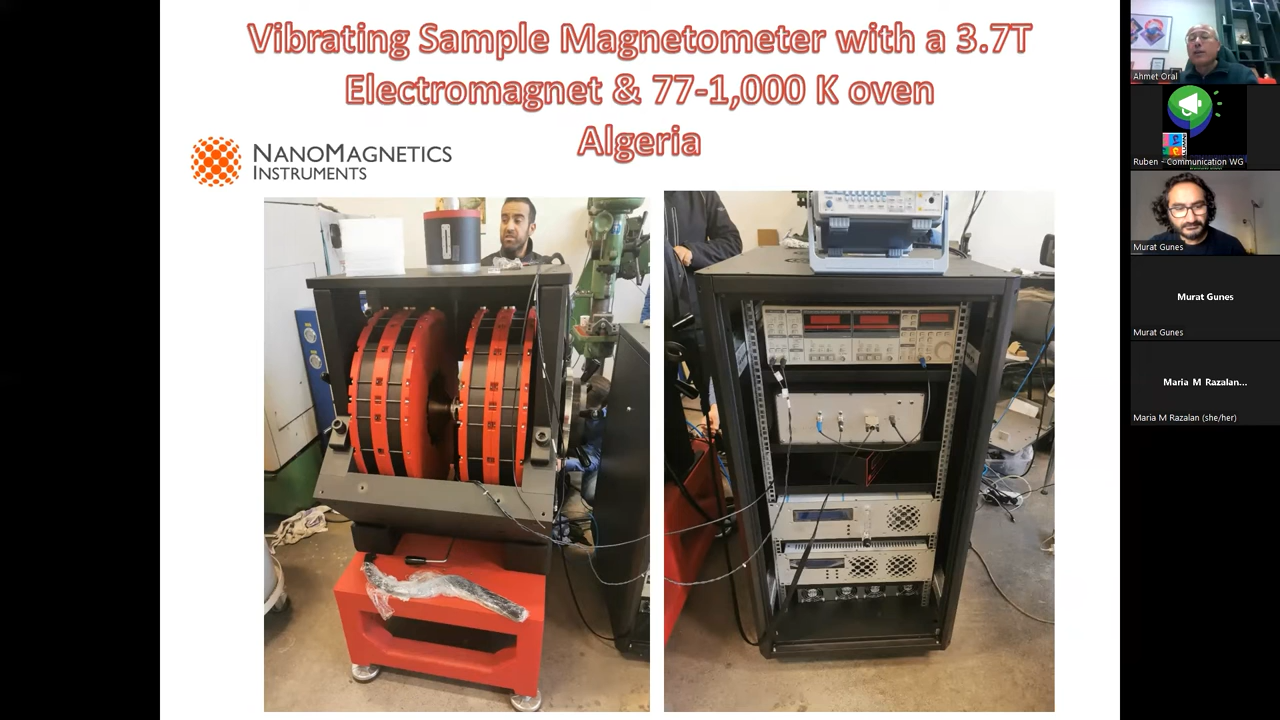 Vibrating Sample Magnetometer with a 3.7T
Electromagnet & 77-1,000 K oven
Algeria
NANOMAGNETICS
INSTRUMENTS
Ahmet Oral
Ruben - Communication WG
Murat Gunes
Murat Gunes
Murat Gunes
Maria M Razalan...
Maria M Razalan (she/her)